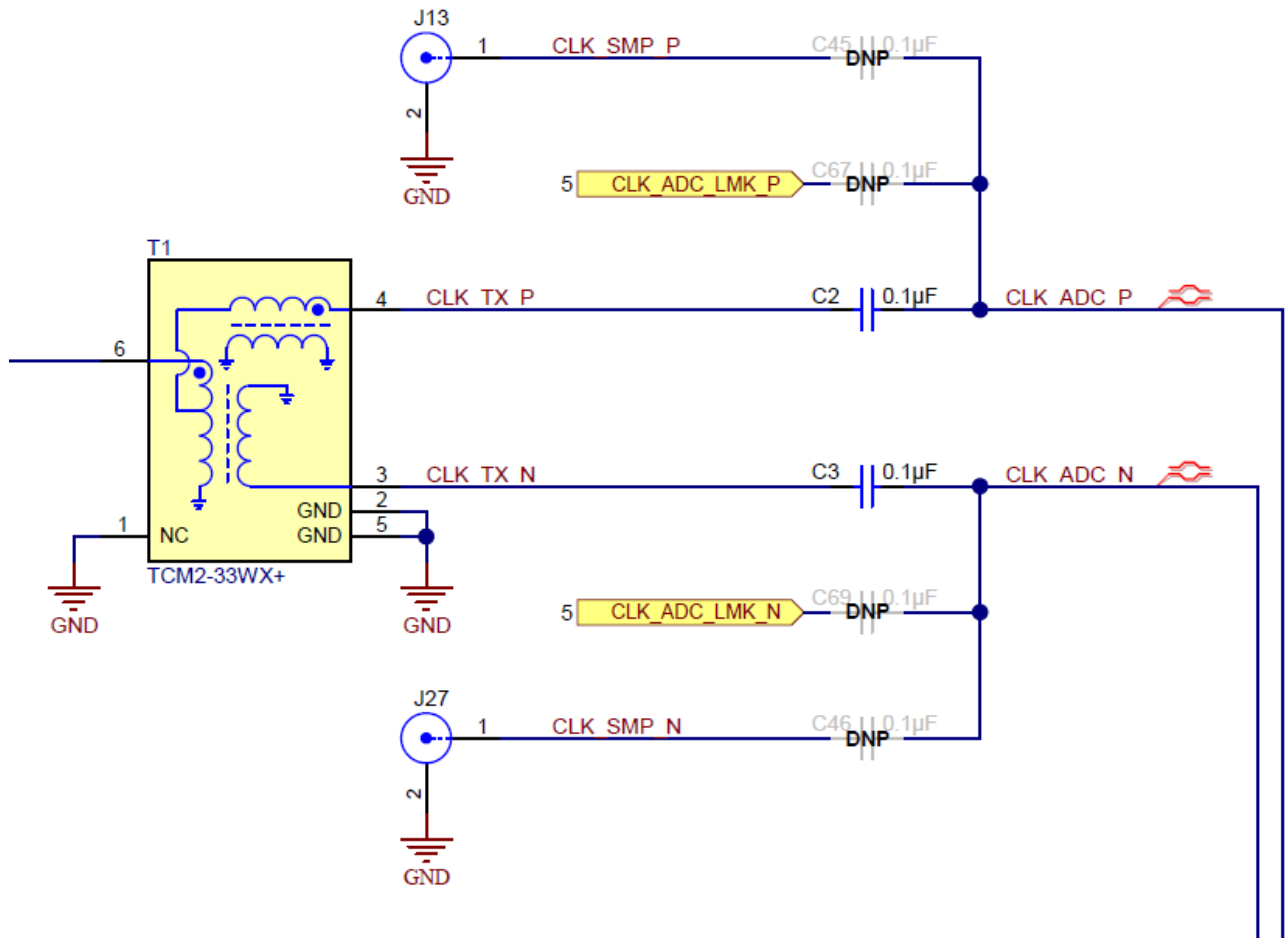 J13
1 CLK_SMP_P C45 0.1µF
DNP
2
GND
5 CLK_ADC_LMK_P C67 0.1µF
DNP
T1
4 CLK_TX_P C2 0.1µF CLK_ADC_P
6
3 CLK_TX_N C3 0.1µF CLK_ADC_N
GND 2
1 NC GND 5
TCM2-33WX+
GND
GND
5 CLK_ADC_LMK_N C69 0.1µF
DNP
J27
1 CLK_SMP_N C46 0.1µF
DNP
2
GND